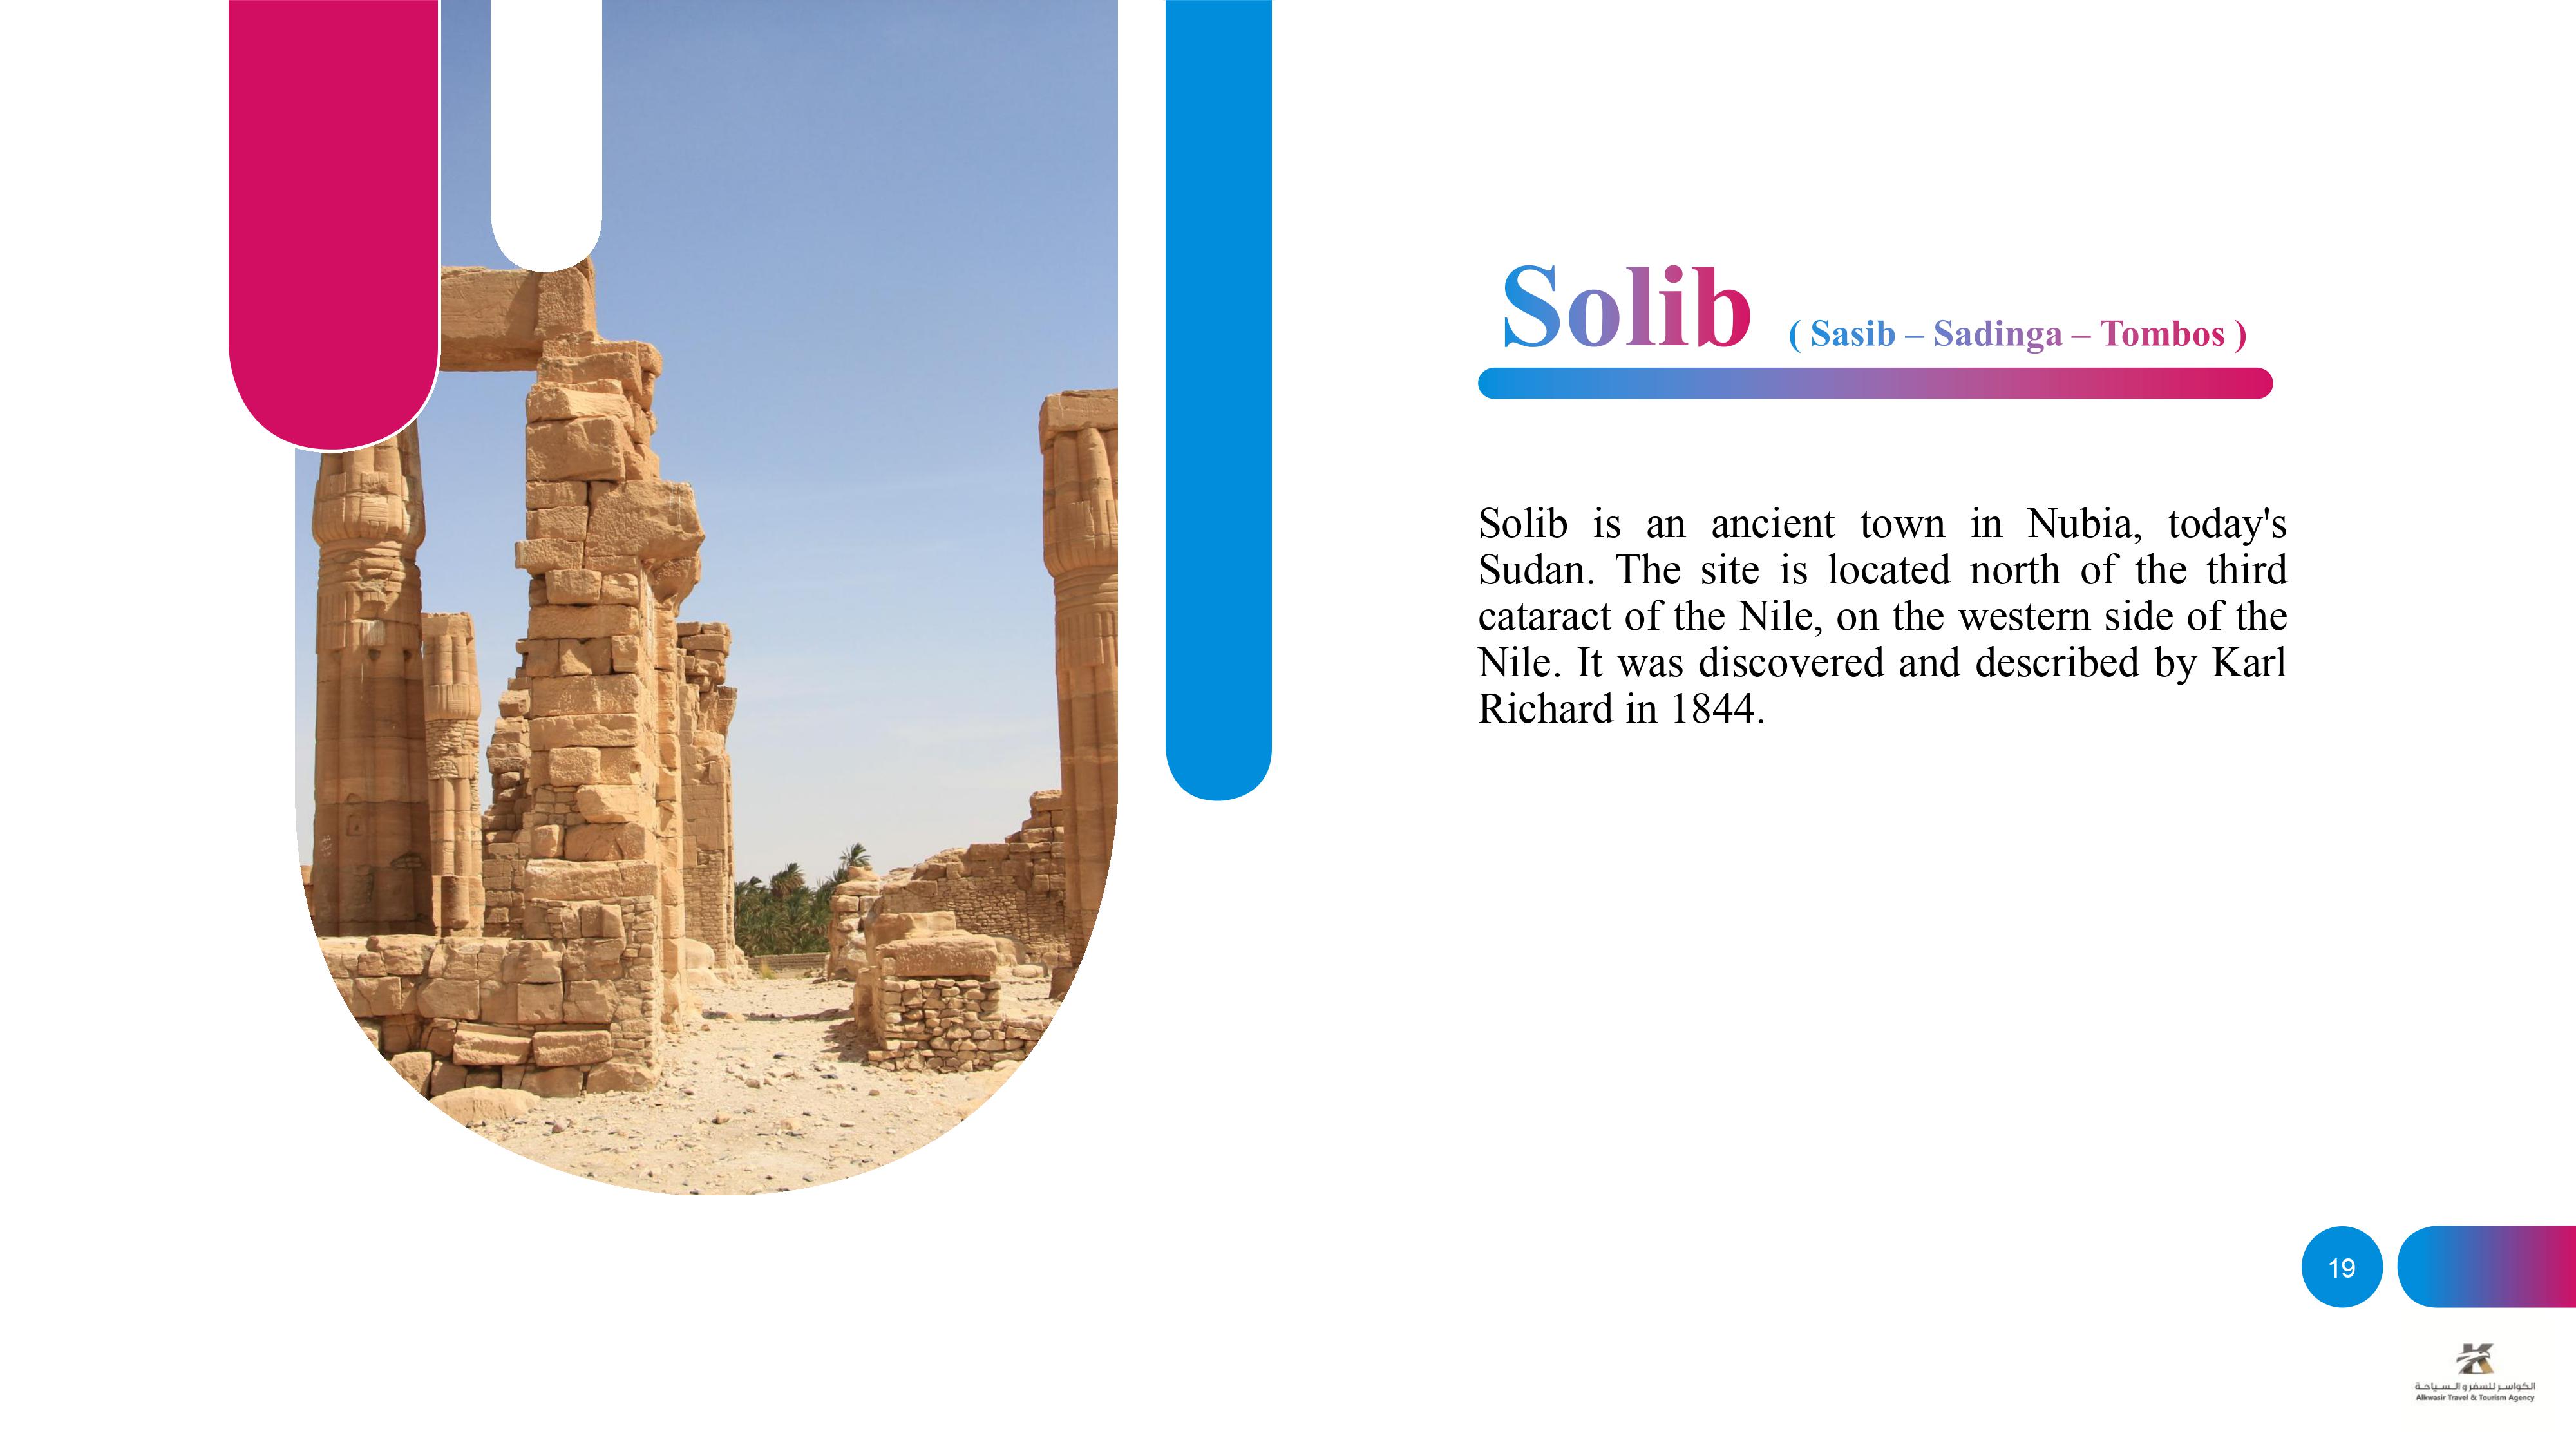 Solib ( Sasib – Sadinga – Tombos )
Solib is an ancient town in Nubia, today's
Sudan. The site is located north of the third
cataract of the Nile, on the western side of the
Nile. It was discovered and described by Karl
Richard in 1844.
19
الكواسر للسفر و السياحة
Alkwasir Travel & Tourism Agency